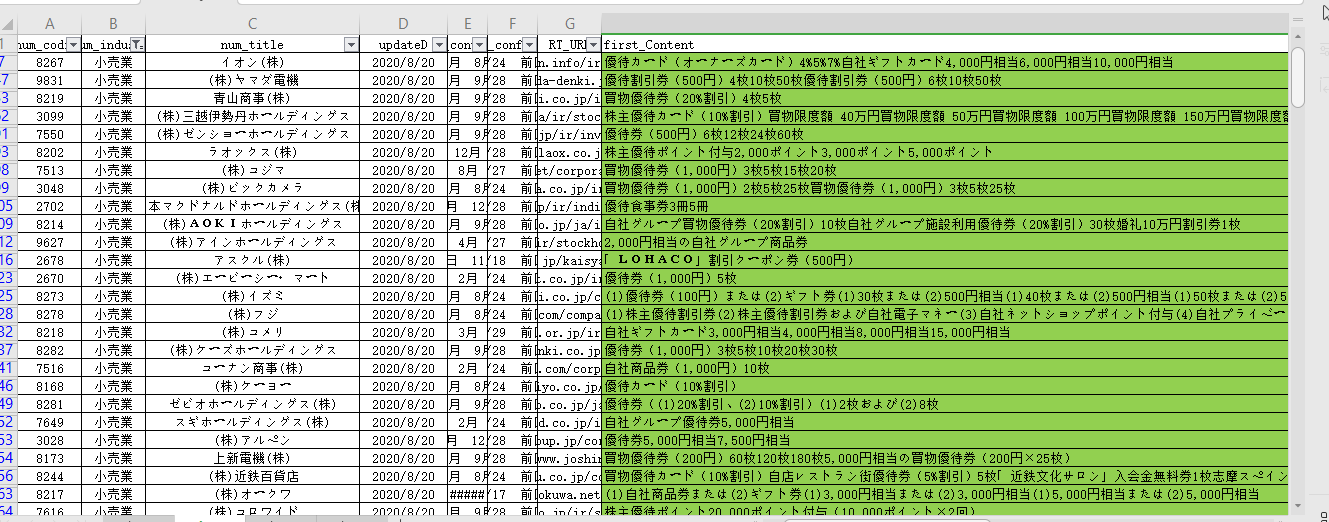 A B C D E F G
num_cod um_indu num_title updateD con _conf RT_URL first_Content
8267 小売業 イオン(株) 2020/8/20 月 8月 /24 前 n.info/ir 優待カード（オーナーズカード）4%5%7%自社ギフトカード4,000円相当6,000円相当10,000円相当
9831 小売業 (株)ヤマダ電機 2020/8/20 月 9月 /28 前 da-denki. 優待割引券（500円）4枚10枚50枚優待割引券（500円）6枚10枚50枚
8219 小売業 青山商事(株) 2020/8/20 月 9月 /28 前 i.co.jp/i 買物優待券（20%割引）4枚5枚
3099 小売業 (株)三越伊勢丹ホールディングス 2020/8/20 月 9月 /28 前 a/ir/stoc 株主優待カード（10%割引）買物限度額 40万円買物限度額 50万円買物限度額 100万円買物限度額 150万円買物限度
7550 小売業 (株)ゼンショーホールディングス 2020/8/20 月 9月 /28 前 jp/ir/inv 優待券（500円）6枚12枚24枚60枚
8202 小売業 ラオックス(株) 2020/8/20 12月 /28 前 laox.co.j 株主優待ポイント付与2,000ポイント3,000ポイント5,000ポイント
7513 小売業 (株)コジマ 2020/8/20 8月 /27 前 et/corpor 買物優待券（1,000円）3枚5枚15枚20枚
3048 小売業 (株)ビックカメラ 2020/8/20 月 8月 /24 前 a.co.jp/i 買物優待券（1,000円）2枚5枚25枚買物優待券（1,000円）3枚5枚25枚
2702 小売業 本マクドナルドホールディングス(株 2020/8/20 月 12 /28 前 p/ir/indi 優待食事券3冊5冊
8214 小売業 (株)ＡＯＫＩホールディングス 2020/8/20 月 9月 /28 前 o.jp/ja/i 自社グループ買物優待券（20%割引）10枚自社グループ施設利用優待券（20%割引）30枚婚礼10万円割引券1枚
9627 小売業 (株)アインホールディングス 2020/8/20 4月 /27 前 ir/stockh 2,000円相当の自社グループ商品券
2678 小売業 アスクル(株) 2020/8/20 日 11 /18 前 jp/kaisya 「ＬＯＨＡＣＯ」割引クーポン券（500円）
2670 小売業 (株)エービーシー・マート 2020/8/20 2月 /24 前 c.co.jp/i 優待券（1,000円）5枚
8273 小売業 (株)イズミ 2020/8/20 月 8月 /24 前 i.co.jp/c (1)優待券（100円）または(2)ギフト券(1)30枚または(2)500円相当(1)40枚または(2)500円相当(1)50枚または(2)5
8278 小売業 (株)フジ 2020/8/20 月 8月 /24 前 com/compa (1)株主優待割引券(2)株主優待割引券および自社電子マネー(3)自社ネットショップポイント付与(4)自社プライベー
8218 小売業 (株)コメリ 2020/8/20 3月 /29 前 .or.jp/ir 自社ギフトカード3,000円相当4,000円相当8,000円相当15,000円相当
8282 小売業 (株)ケーズホールディングス 2020/8/20 月 9月 /28 前 nki.co.jp 優待券（1,000円）3枚5枚10枚20枚30枚
7516 小売業 コーナン商事(株) 2020/8/20 2月 /24 前 .com/corp 自社商品券（1,000円）10枚
8168 小売業 (株)ケーヨー 2020/8/20 月 8月 /24 前 yo.co.jp/ 優待カード（10%割引）
8281 小売業 ゼビオホールディングス(株) 2020/8/20 月 9月 /28 前 o.co.jp/j 優待券（(1)20%割引、(2)10%割引）(1)2枚および(2)8枚
7649 小売業 スギホールディングス(株) 2020/8/20 2月 /24 前 d.co.jp/i 自社グループ優待券5,000円相当
3028 小売業 (株)アルペン 2020/8/20 月 12 /28 前 oup.jp/co 優待券5,000円相当7,500円相当
8173 小売業 上新電機(株) 2020/8/20 月 9月 /28 前 www.joshi 買物優待券（200円）60枚120枚180枚5,000円相当の買物優待券（200円×25枚）
8244 小売業 (株)近鉄百貨店 2020/8/20 月 8月 /24 前 u.co.jp/c 買物優待カード（10%割引）自店レストラン街優待券（5%割引）5枚「近鉄文化サロン」入会金無料券1枚志摩スペイン
8217 小売業 (株)オークワ 2020/8/20 ##### /17 前 okuwa.net (1)自社商品券または(2)ギフト券(1)3,000円相当または(2)3,000円相当(1)5,000円相当または(2)5,000円相当
7616 小売業 (株)コロワイド 2020/8/20 月 9月 /28 前 株主優待ポイント20,000ポイント付与（10,000ポイント×2回）